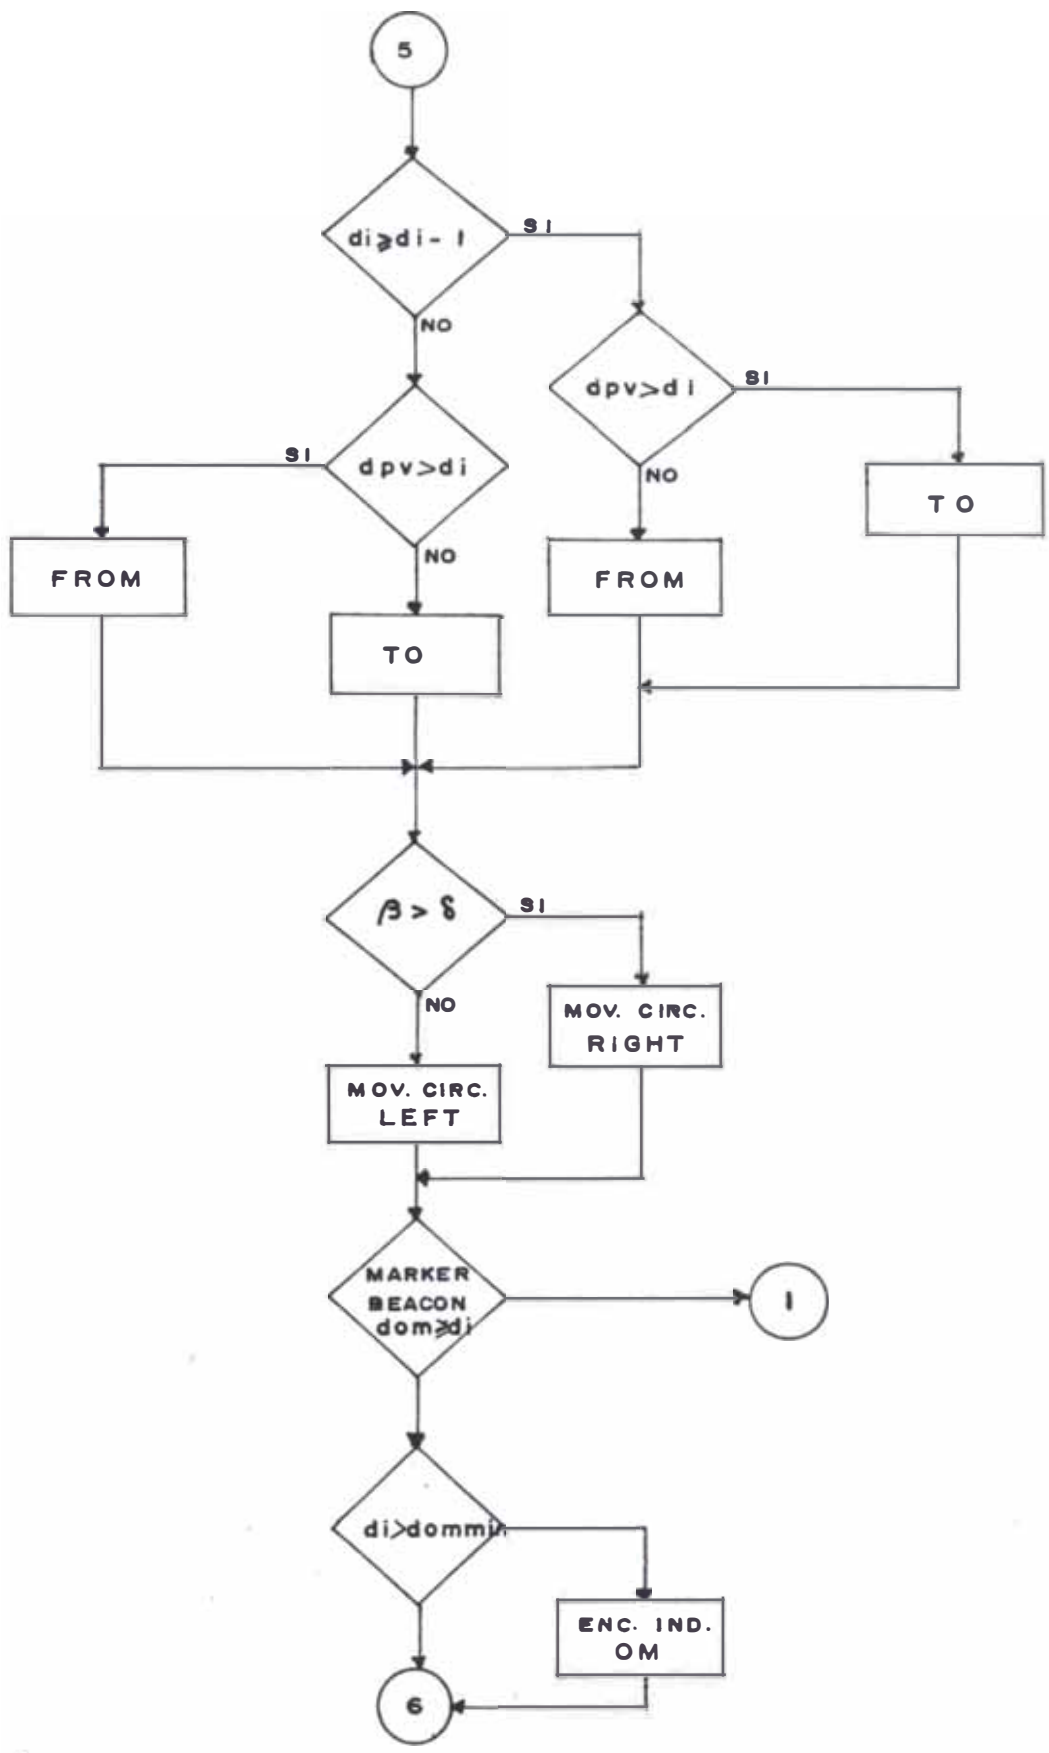 5
di⩾di-1
SI
NO
dpv>di
SI
NO
dpv>di
SI
NO
TO
FROM
FROM
TO
β > δ
SI
NO
MOV. CIRC.
RIGHT
MOV. CIRC.
LEFT
MARKER
BEACON
dom⩾di
1
di>dommin
ENC. IND.
OM
6